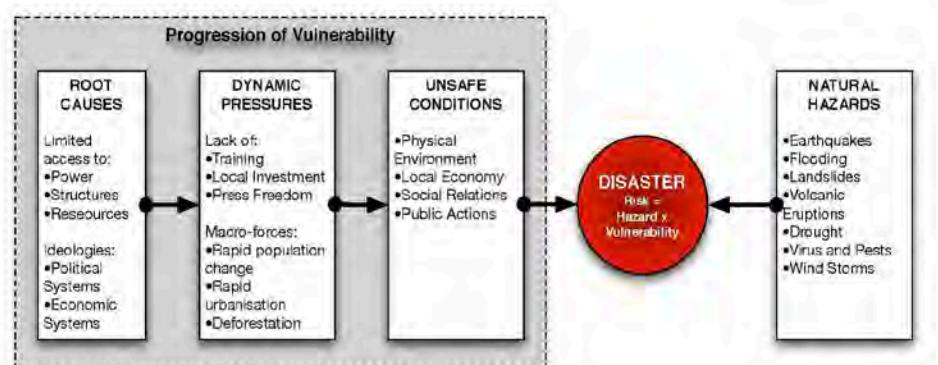 Progression of Vulnerability
ROOT
CAUSES
Limited
access to:
•Power
•Structures
•Reseources
Ideologies:
•Political
Systems
•Economic
Systems
DYNAMIC
PRESSURES
Lack of:
•Training
•Local Investment
•Press Freedom
Macro-forces:
•Rapid population
change
•Rapid
urbanisation
•Deforestation
UNSAFE
CONDITIONS
•Physical
Environment
•Local Economy
•Social Relations
•Public Actions
DISASTER
Risk =
Hazard x
Vulnerability
NATURAL
HAZARDS
•Earthquakes
•Flooding
•Landslides
•Volcanic
Eruptions
•Drought
•Virus and Pests
•Wind Storms